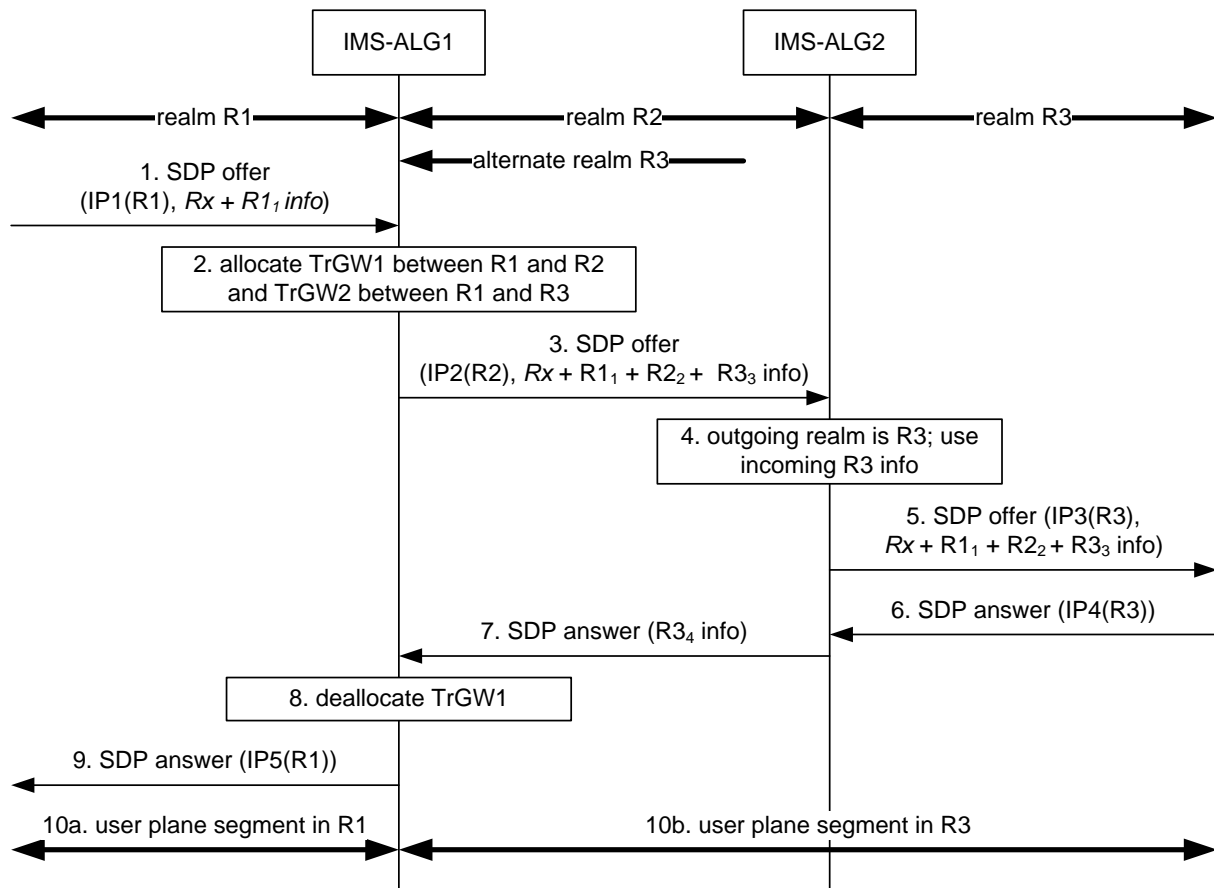 IMS-ALG1
IMS-ALG2
realm R1
realm R2
realm R3
alternate realm R3
1. SDP offer
(IP1(R1), Rx + R1₁ info)
2. allocate TrGW1 between R1 and R2
and TrGW2 between R1 and R3
3. SDP offer
(IP2(R2), Rx + R1₁ + R2₂ + R3₃ info)
4. outgoing realm is R3; use
incoming R3 info
5. SDP offer (IP3(R3),
Rx + R1₁ + R2₂ + R3₃ info)
6. SDP answer (IP4(R3))
7. SDP answer (R3₄ info)
8. deallocate TrGW1
9. SDP answer (IP5(R1))
10a. user plane segment in R1
10b. user plane segment in R3